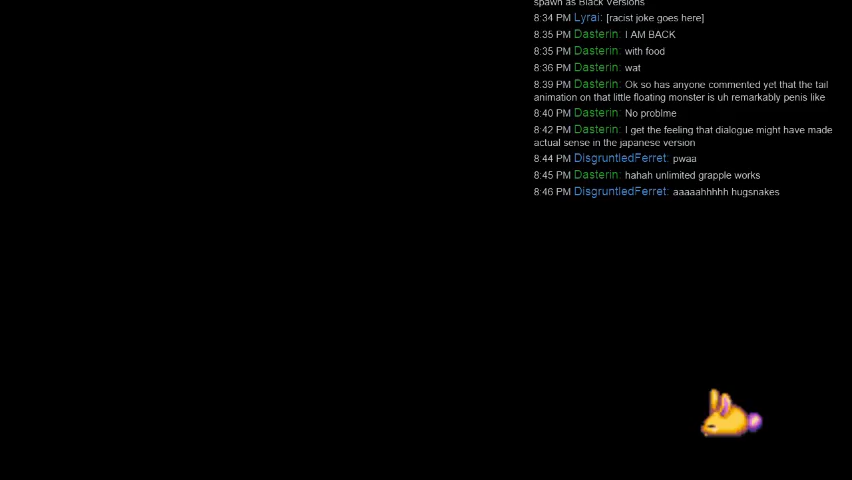 spawn as Black Versions
8:34 PM Lyrai: [racist joke goes here]
8:35 PM Dasterin: I AM BACK
8:35 PM Dasterin: with food
8:36 PM Dasterin: wat
8:39 PM Dasterin: Ok so has anyone commented yet that the tail
animation on that little floating monster is uh remarkably penis like
8:40 PM Dasterin: No problme
8:42 PM Dasterin: I get the feeling that dialogue might have made
actual sense in the japanese version
8:44 PM DisgruntledFerret: pwaa
8:45 PM Dasterin: hahah unlimited grapple works
8:46 PM DisgruntledFerret: aaaaahhhhh hugsnakes